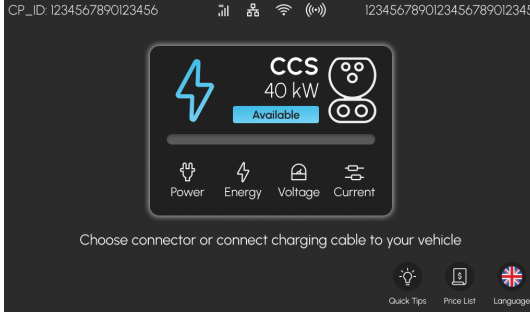 CP_ID: 1234567890123456
1234567890123456789012345
CCS
40 kW
Available
Power Energy Voltage Current
Choose connector or connect charging cable to your vehicle
$
Quick Tips Price List Language